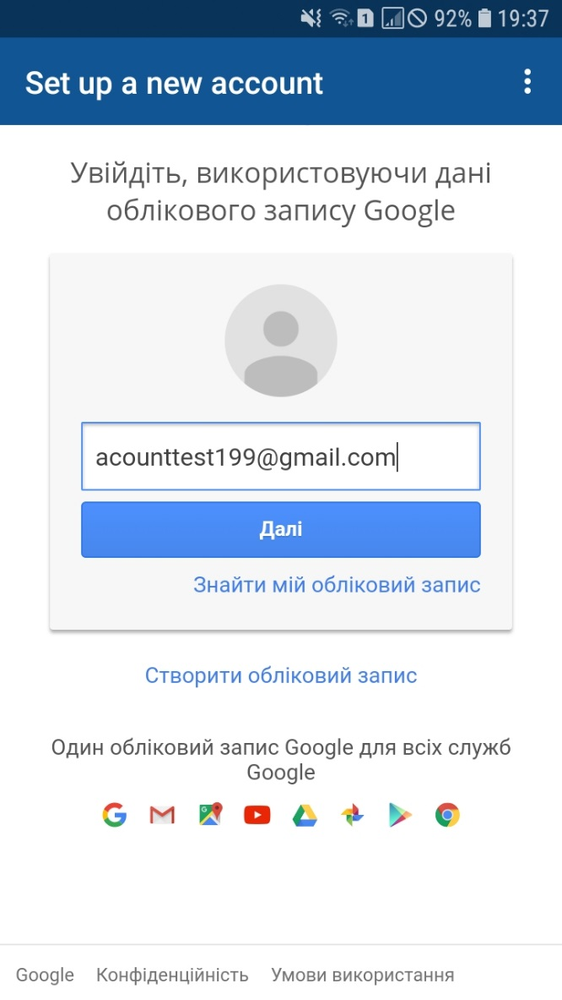 1 92% 19:37
Set up a new account
Увійдіть, використовуючи дані
облікового запису Google
acounttest199@gmail.com
Далі
Знайти мій обліковий запис
Створити обліковий запис
Один обліковий запис Google для всіх служб
Google
Google Конфіденційність Умови використання